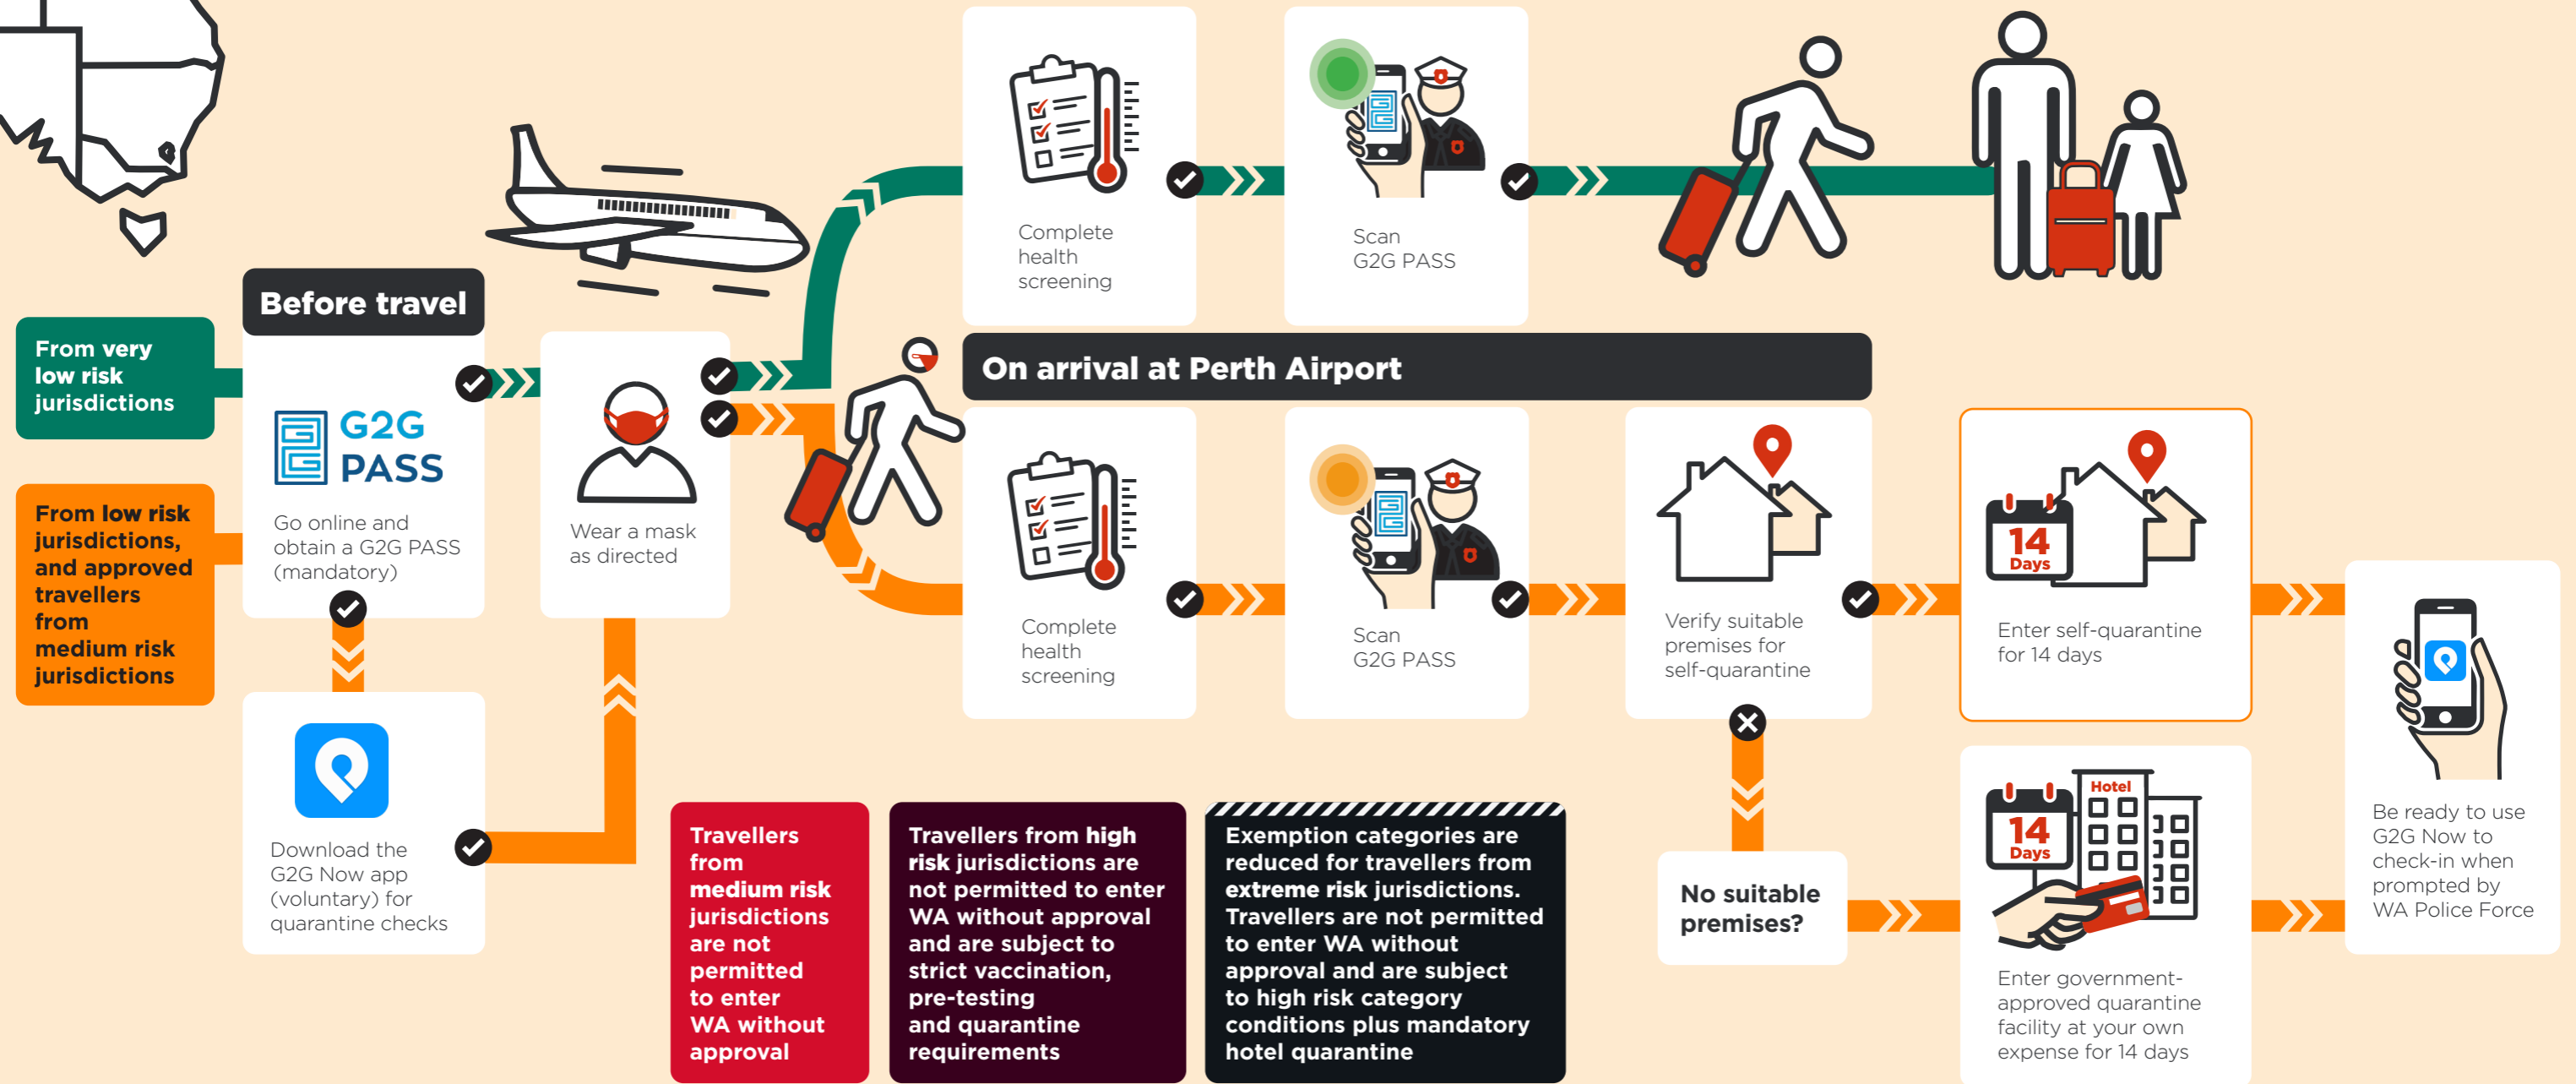 Before travel
From very
low risk
jurisdictions
From low risk
jurisdictions,
and approved
travellers
from
medium risk
jurisdictions
G2G
PASS
Go online and
obtain a G2G PASS
(mandatory)
Download the
G2G Now app
(voluntary) for
quarantine checks
Wear a mask
as directed
Complete
health
screening
Scan
G2G PASS
On arrival at Perth Airport
Complete
health
screening
Scan
G2G PASS
Verify suitable
premises for
self-quarantine
14
Days
Enter self-quarantine
for 14 days
No suitable
premises?
Hotel
14
Days
Enter government-
approved quarantine
facility at your own
expense for 14 days
Be ready to use
G2G Now to
check-in when
prompted by
WA Police Force
Travellers
from
medium risk
jurisdictions
are not
permitted
to enter
WA without
approval
Travellers from high
risk jurisdictions are
not permitted to enter
WA without approval
and are subject to
strict vaccination,
pre-testing
and quarantine
requirements
Exemption categories are
reduced for travellers from
extreme risk jurisdictions.
Travellers are not permitted
to enter WA without
approval and are subject
to high risk category
conditions plus mandatory
hotel quarantine